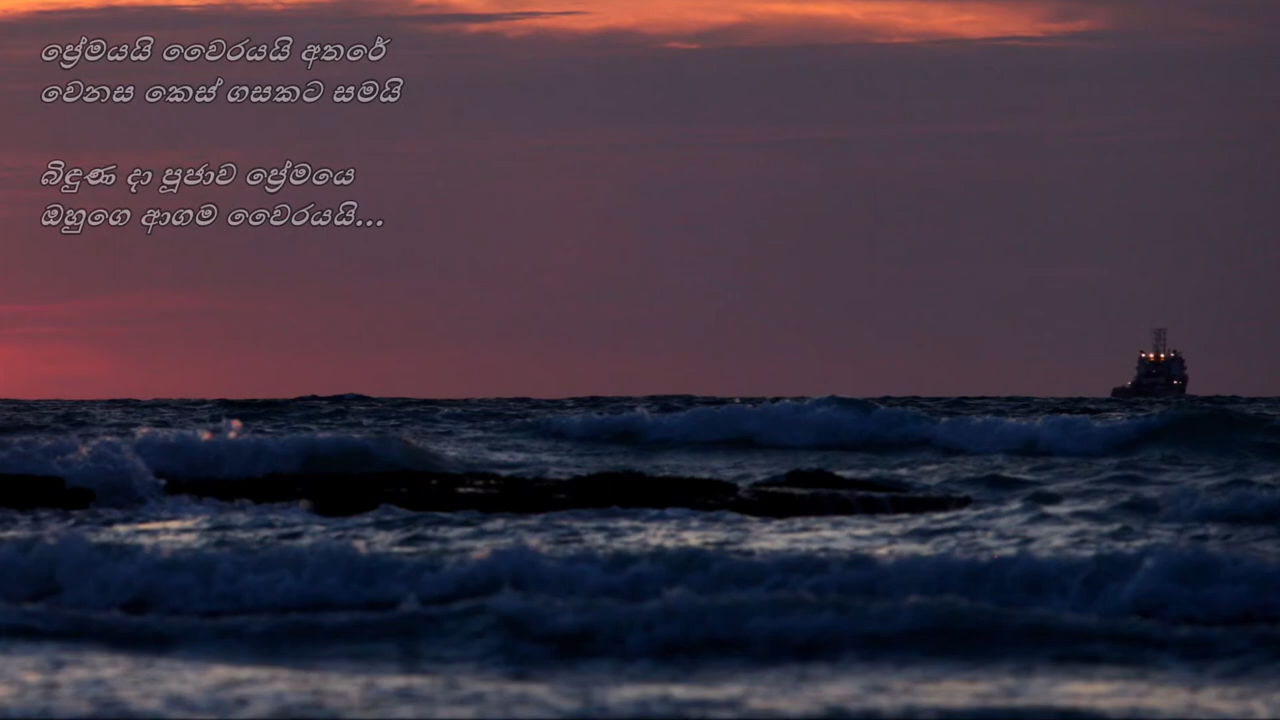 ප්‍රේමයයි වෛරයයි අතරේ
වෙනස කෙස් ගසකට සමයි
බිඳුණ දා පූජාව ප්‍රේමයෙ
ඔහුගෙ ආගම වෛරයයි...